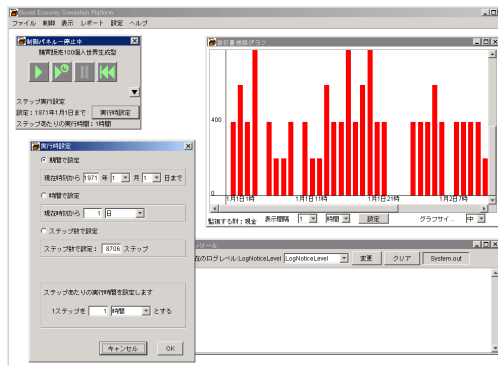 Boxed Economy Simulation Platform
ファイル 制御 表示 レポート 設定 ヘルプ
制御パネルー停止中
購買販売100個人世界生成型
ステップ実行設定
設定：1971年1月1日まで 実行時設定
ステップあたりの実行時間：1時間
実行時設定
期間で設定
現在時刻から 1971 年 1 月 1 日まで
時間で設定
現在時刻から 1 日
ステップ数で設定
ステップ数で設定： 8706 ステップ
ステップあたりの実行時間を設定します
1ステップを 1 時間 とする
キャンセル OK
グラフ
400
0
1月1日1時 1月1日11時 1月1日21時 1月2日7時
監視する財：現金 表示間隔 1 時間 設定 グラフサイ.. 中
ソール
在のログレベル:LogNoticeLevel LogNoticeLevel 変更 クリア System.out